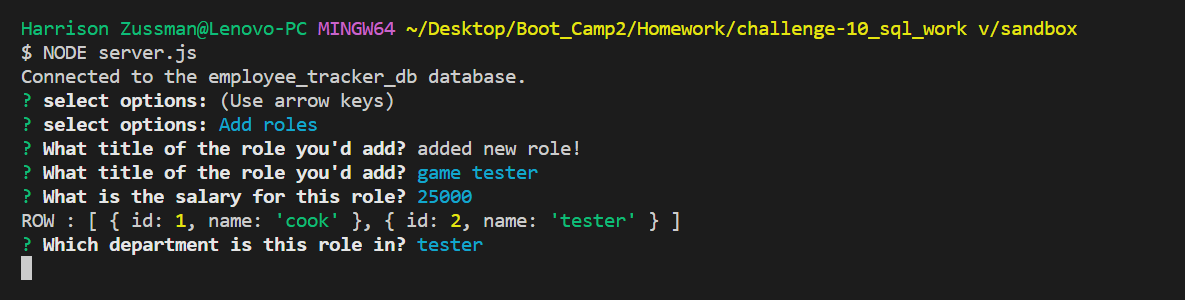 Harrison Zussman@Lenovo-PC MINGW64 ~/Desktop/Boot_Camp2/Homework/challenge-10_sql_work v/sandbox
$ NODE server.js
Connected to the employee_tracker_db database.
? select options: (Use arrow keys)
? select options: Add roles
? What title of the role you'd add? added new role!
? What title of the role you'd add? game tester
? What is the salary for this role? 25000
ROW : [ { id: 1, name: 'cook' }, { id: 2, name: 'tester' } ]
? Which department is this role in? tester